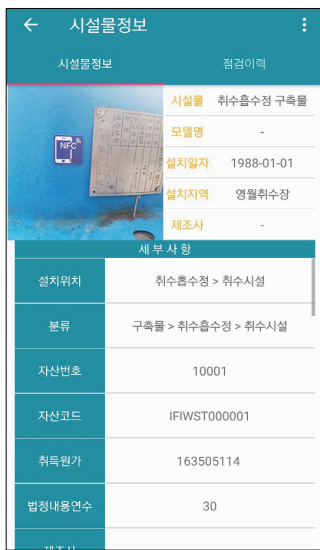 시설물정보
시설물정보 점검이력
NFC
시설물 취수흡수정 구축물
모델명 -
설치일자 1988-01-01
설치지역 영월취수장
제조사 -
세부사항
설치위치 취수흡수정 > 취수시설
분류 구축물 > 취수흡수정 > 취수시설
자산번호 10001
자산코드 IFIWST000001
취득원가 163505114
법정내용연수 30
제조사